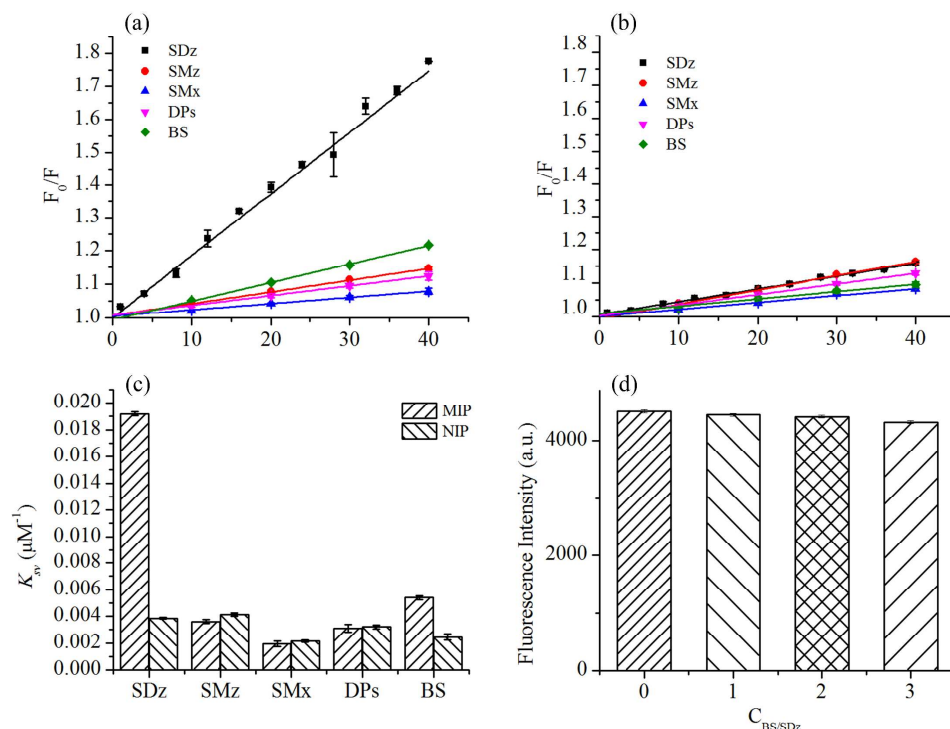 (a)
F₀/F
1.8
1.7
1.6
1.5
1.4
1.3
1.2
1.1
1.0
SDz
SMz
SMx
DPs
BS
0 10 20 30 40
(b)
F₀/F
1.8
1.7
1.6
1.5
1.4
1.3
1.2
1.1
1.0
SDz
SMz
SMx
DPs
BS
0 10 20 30 40
(c)
K_sv (µM⁻¹)
0.020
0.018
0.016
0.014
0.012
0.010
0.008
0.006
0.004
0.002
0.000
MIP
NIP
SDz SMz SMx DPs BS
(d)
Fluorescence Intensity (a.u.)
4000
2000
0
0 1 2 3
C_BS/SDz